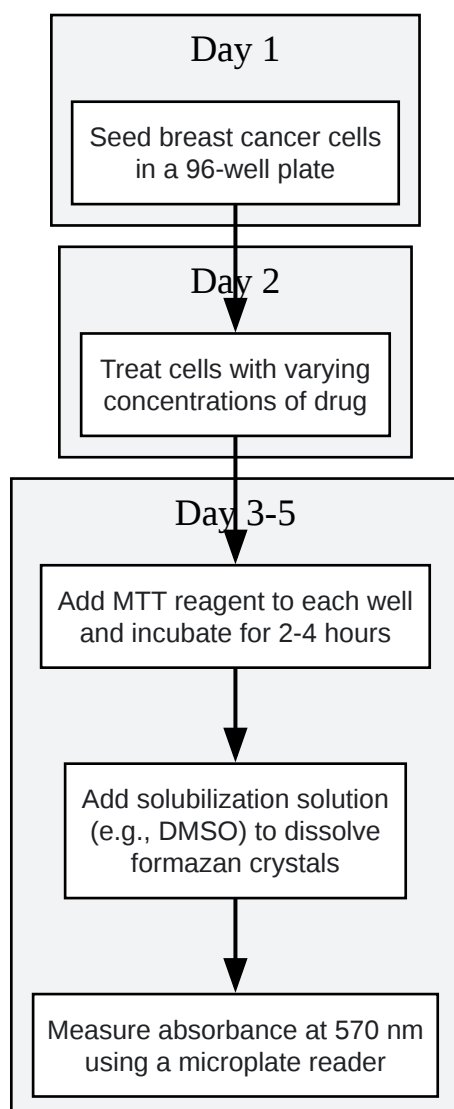 Day 1
Seed breast cancer cells
in a 96-well plate
Day 2
Treat cells with varying
concentrations of drug
Day 3-5
Add MTT reagent to each well
and incubate for 2-4 hours
Add solubilization solution
(e.g., DMSO) to dissolve
formazan crystals
Measure absorbance at 570 nm
using a microplate reader